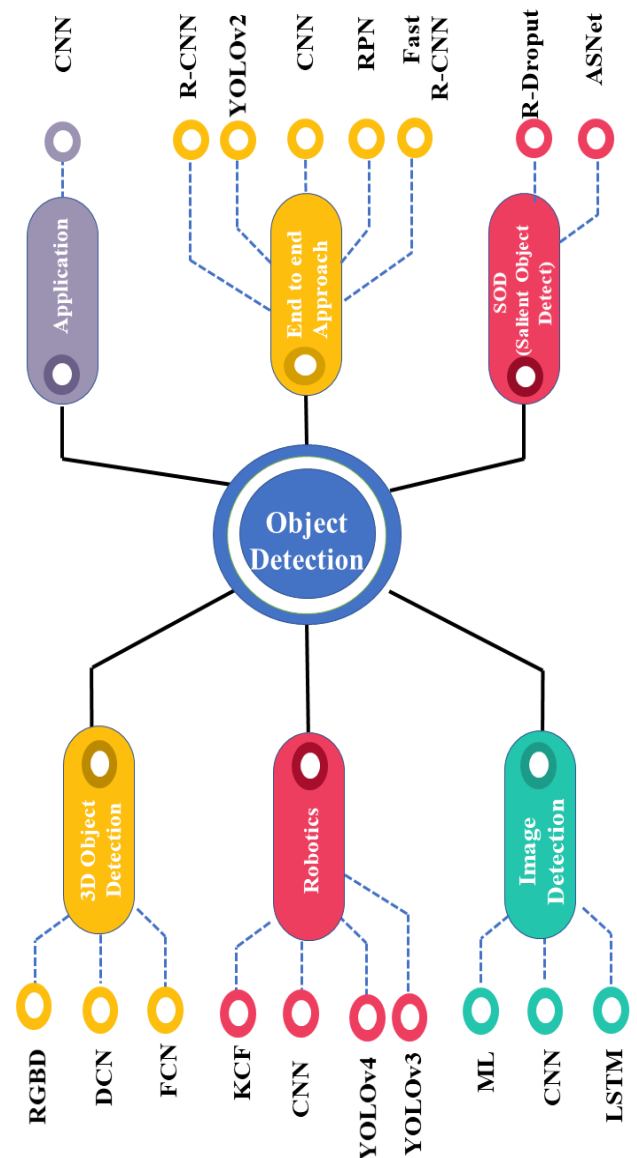 CNN
R-CNN
YOLOv2
CNN
RPN
Fast
R-CNN
R-Droput
ASNet
Application
End to end
Approach
SOD
(Salient Object
Detect)
Object
Detection
3D Object
Detection
Robotics
Image
Detection
RGBD
DCN
FCN
KCF
CNN
YOLOv4
YOLOv3
ML
CNN
LSTM